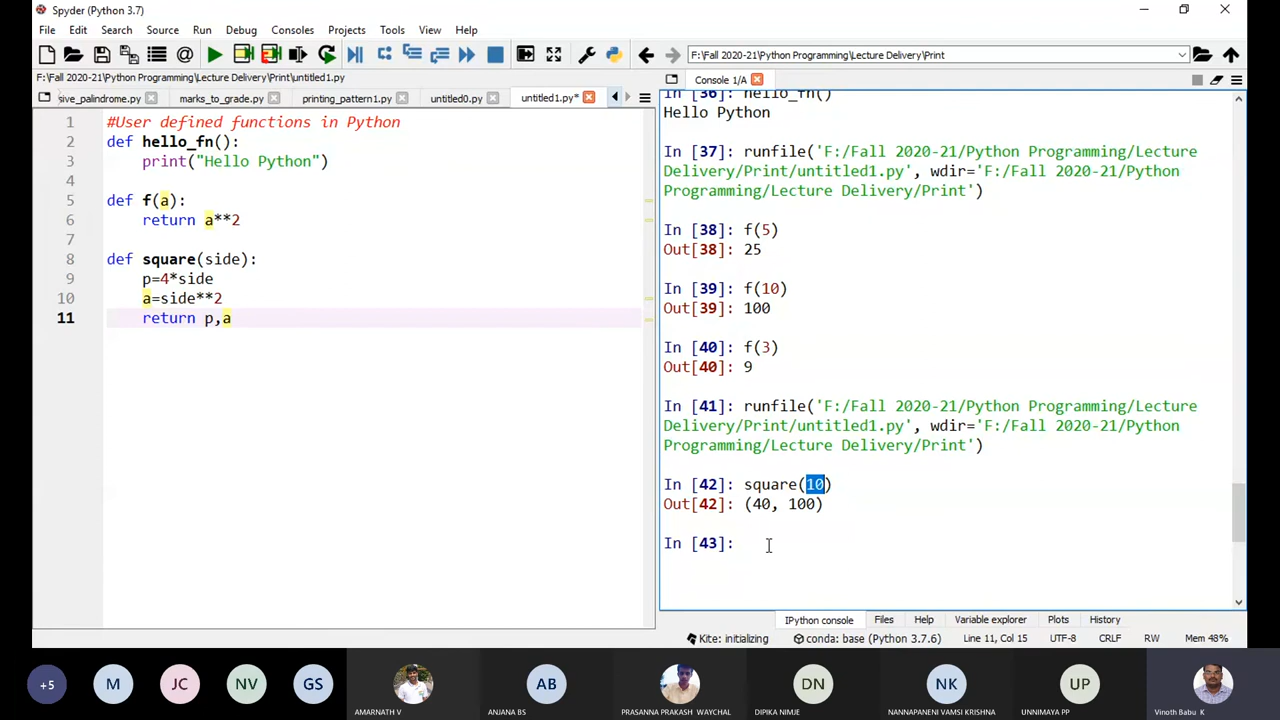 Spyder (Python 3.7)
File Edit Search Source Run Debug Consoles Projects Tools View Help
F:\Fall 2020-21\Python Programming\Lecture Delivery\Print
F:\Fall 2020-21\Python Programming\Lecture Delivery\Print\untitled1.py
sive_palindrome.py marks_to_grade.py printing_pattern1.py untitled0.py untitled1.py*
1 #User defined functions in Python
2 def hello_fn():
3 print("Hello Python")
4
5 def f(a):
6 return a**2
7
8 def square(side):
9 p=4*side
10 a=side**2
11 return p,a
Console 1/A
In [36]: hello_fn()
Hello Python
In [37]: runfile('F:/Fall 2020-21/Python Programming/Lecture
Delivery/Print/untitled1.py', wdir='F:/Fall 2020-21/Python
Programming/Lecture Delivery/Print')
In [38]: f(5)
Out[38]: 25
In [39]: f(10)
Out[39]: 100
In [40]: f(3)
Out[40]: 9
In [41]: runfile('F:/Fall 2020-21/Python Programming/Lecture
Delivery/Print/untitled1.py', wdir='F:/Fall 2020-21/Python
Programming/Lecture Delivery/Print')
In [42]: square(10)
Out[42]: (40, 100)
In [43]:
IPython console Files Help Variable explorer Plots History
Kite: initializing conda: base (Python 3.7.6) Line 11, Col 15 UTF-8 CRLF RW Mem 48%
+5 M JC NV GS AB DN NK UP
AMARNATH V ANJANA BS PRASANNA PRAKASH WAYCHAL DIPIKA NIMJE NANNAPANENI VAMSI KRISHNA UNNIMAYA PP Vinoth Babu K